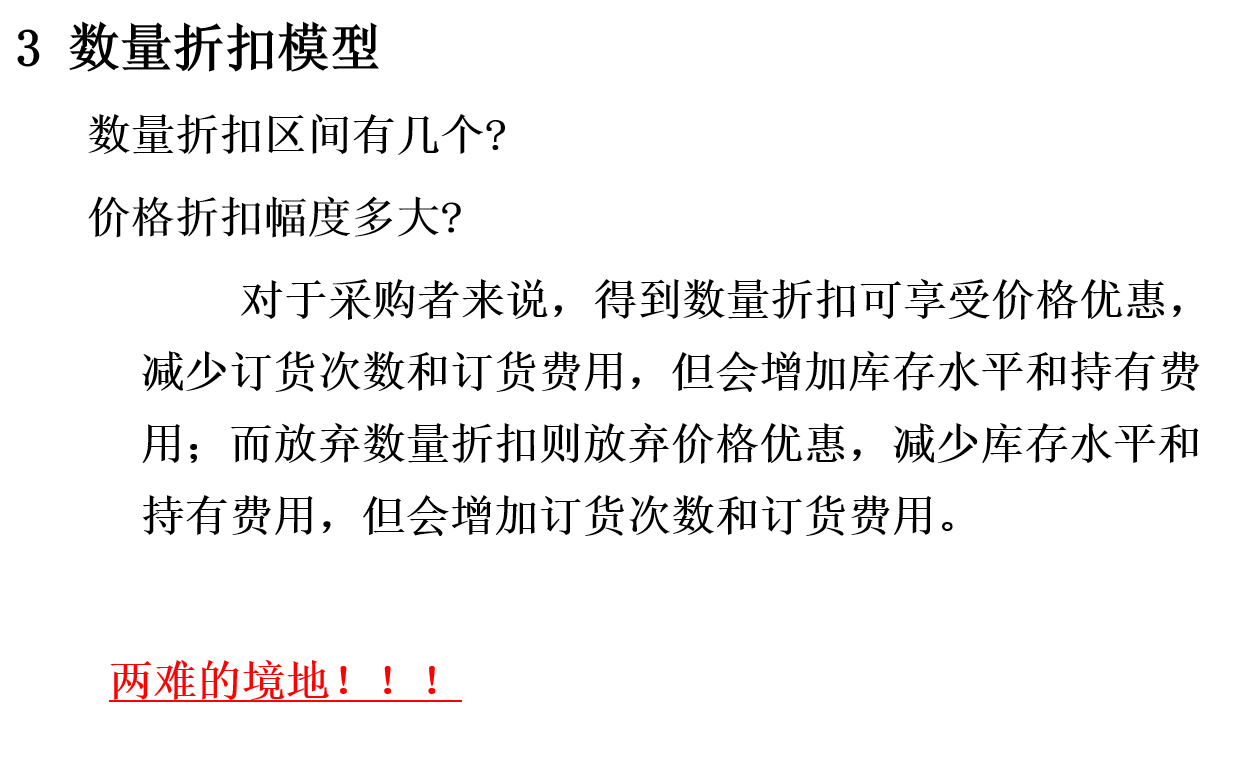 3 数量折扣模型
数量折扣区间有几个?
价格折扣幅度多大?
对于采购者来说，得到数量折扣可享受价格优惠，
减少订货次数和订货费用，但会增加库存水平和持有费
用；而放弃数量折扣则放弃价格优惠，减少库存水平和
持有费用，但会增加订货次数和订货费用。
两难的境地！！！